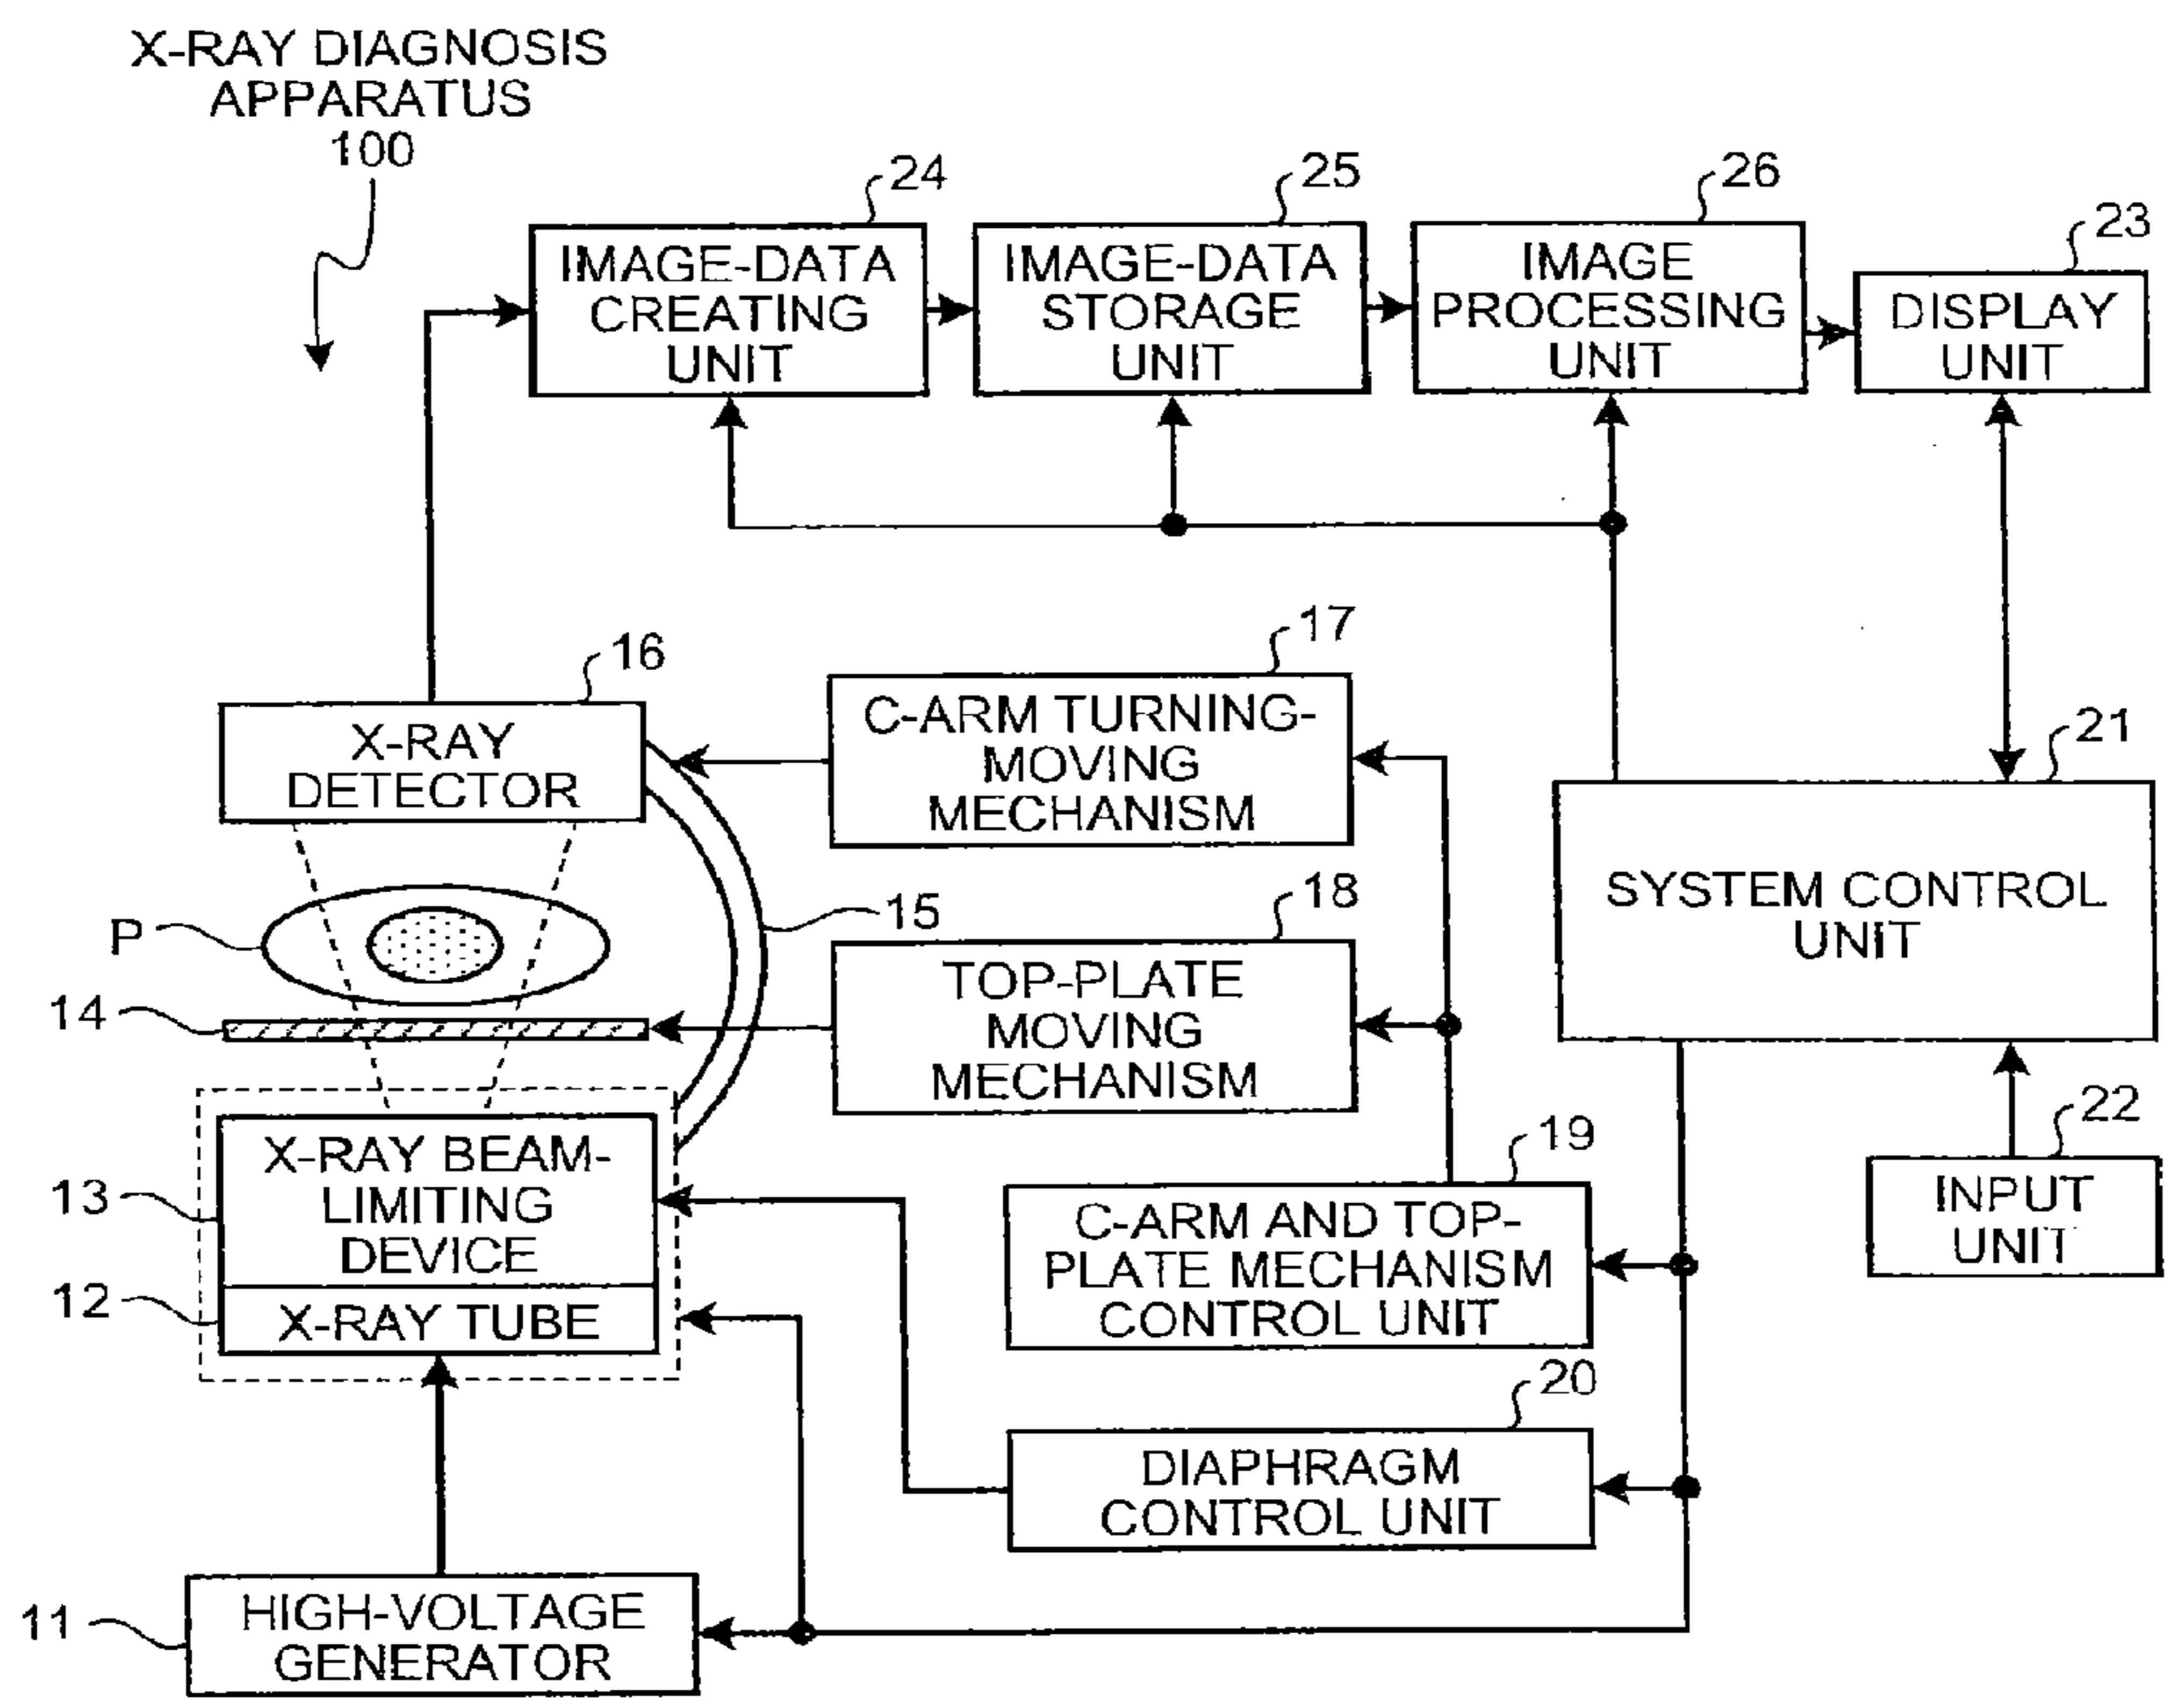 X-RAY DIAGNOSIS
APPARATUS
100
24
25
26
23
IMAGE-DATA
CREATING
UNIT
IMAGE-DATA
STORAGE
UNIT
IMAGE
PROCESSING
UNIT
DISPLAY
UNIT
16
X-RAY
DETECTOR
17
C-ARM TURNING-
MOVING
MECHANISM
21
SYSTEM CONTROL
UNIT
P
15
18
TOP-PLATE
MOVING
MECHANISM
14
22
INPUT
UNIT
13
X-RAY BEAM-
LIMITING
DEVICE
12
X-RAY TUBE
19
C-ARM AND TOP-
PLATE MECHANISM
CONTROL UNIT
20
DIAPHRAGM
CONTROL UNIT
11
HIGH-VOLTAGE
GENERATOR